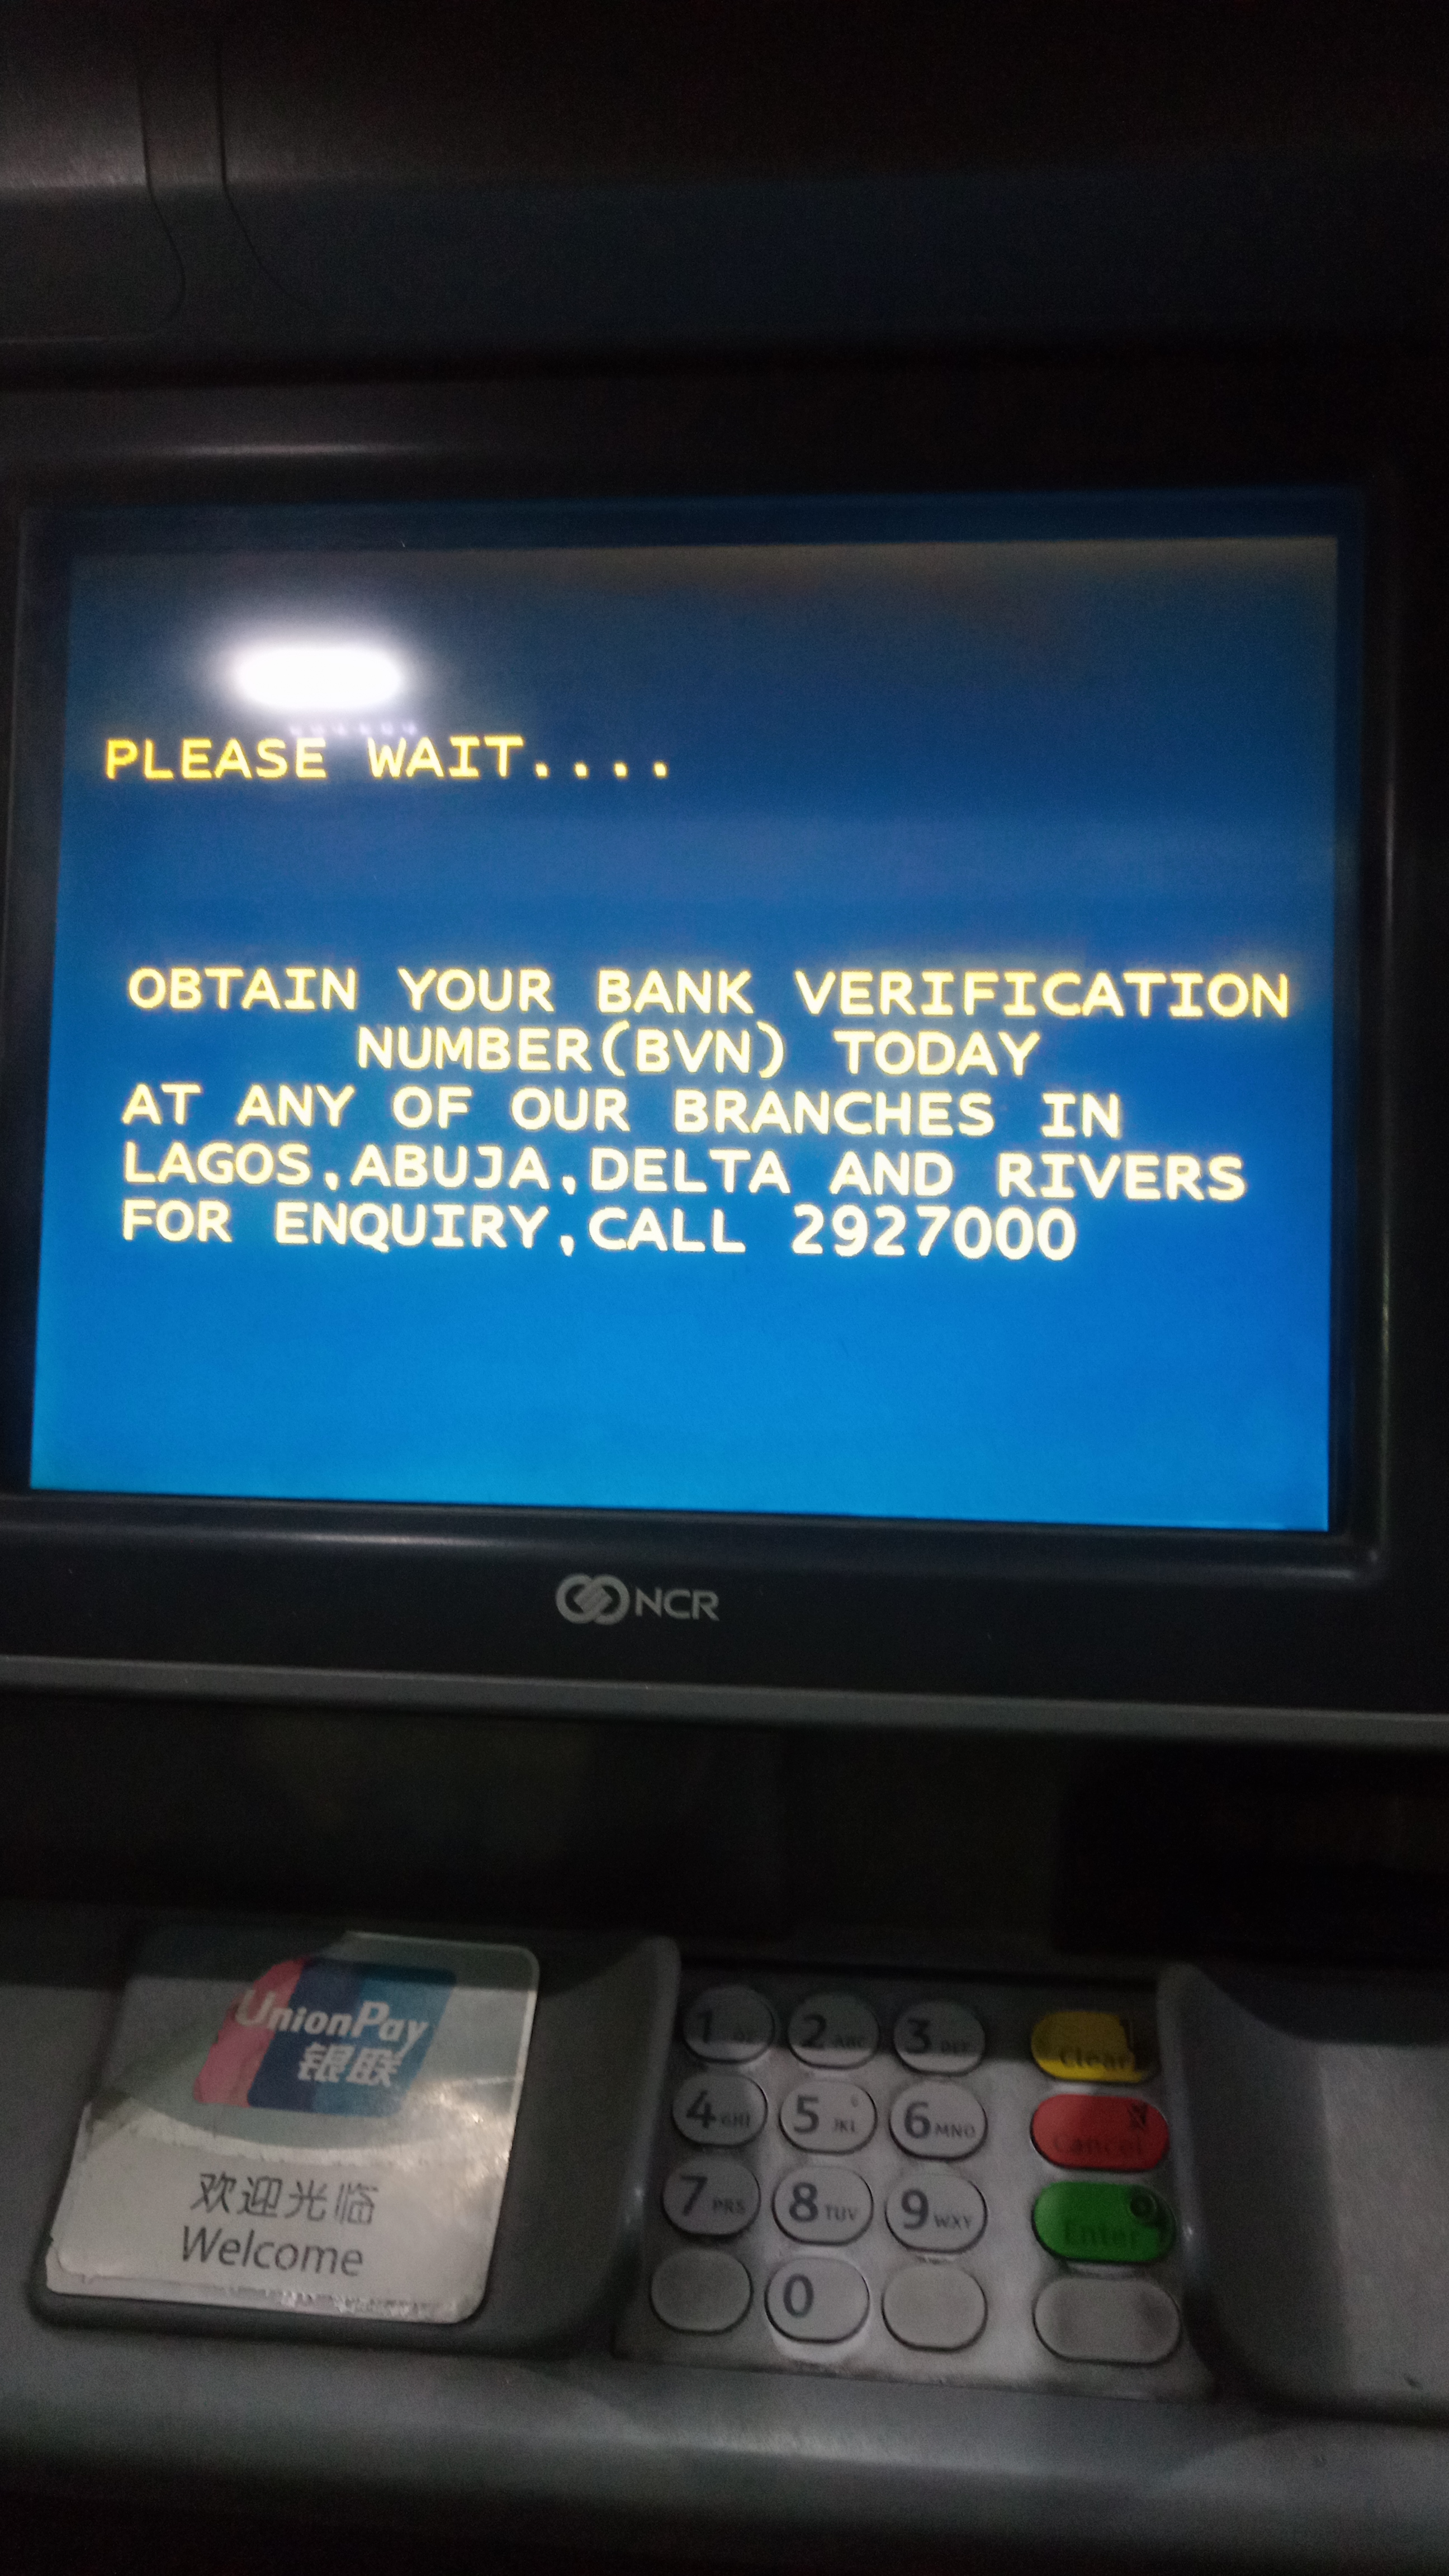 PLEASE WAIT....
OBTAIN YOUR BANK VERIFICATION
NUMBER(BVN) TODAY
AT ANY OF OUR BRANCHES IN
LAGOS,ABUJA,DELTA AND RIVERS
FOR ENQUIRY,CALL 2927000
NCR
UnionPay
银联
欢迎光临
Welcome
1
2 ABC
3 DEF
Clear
4 GHI
5 JKL
6 MNO
Cancel
7 PRS
8 TUV
9 WXY
Enter
0